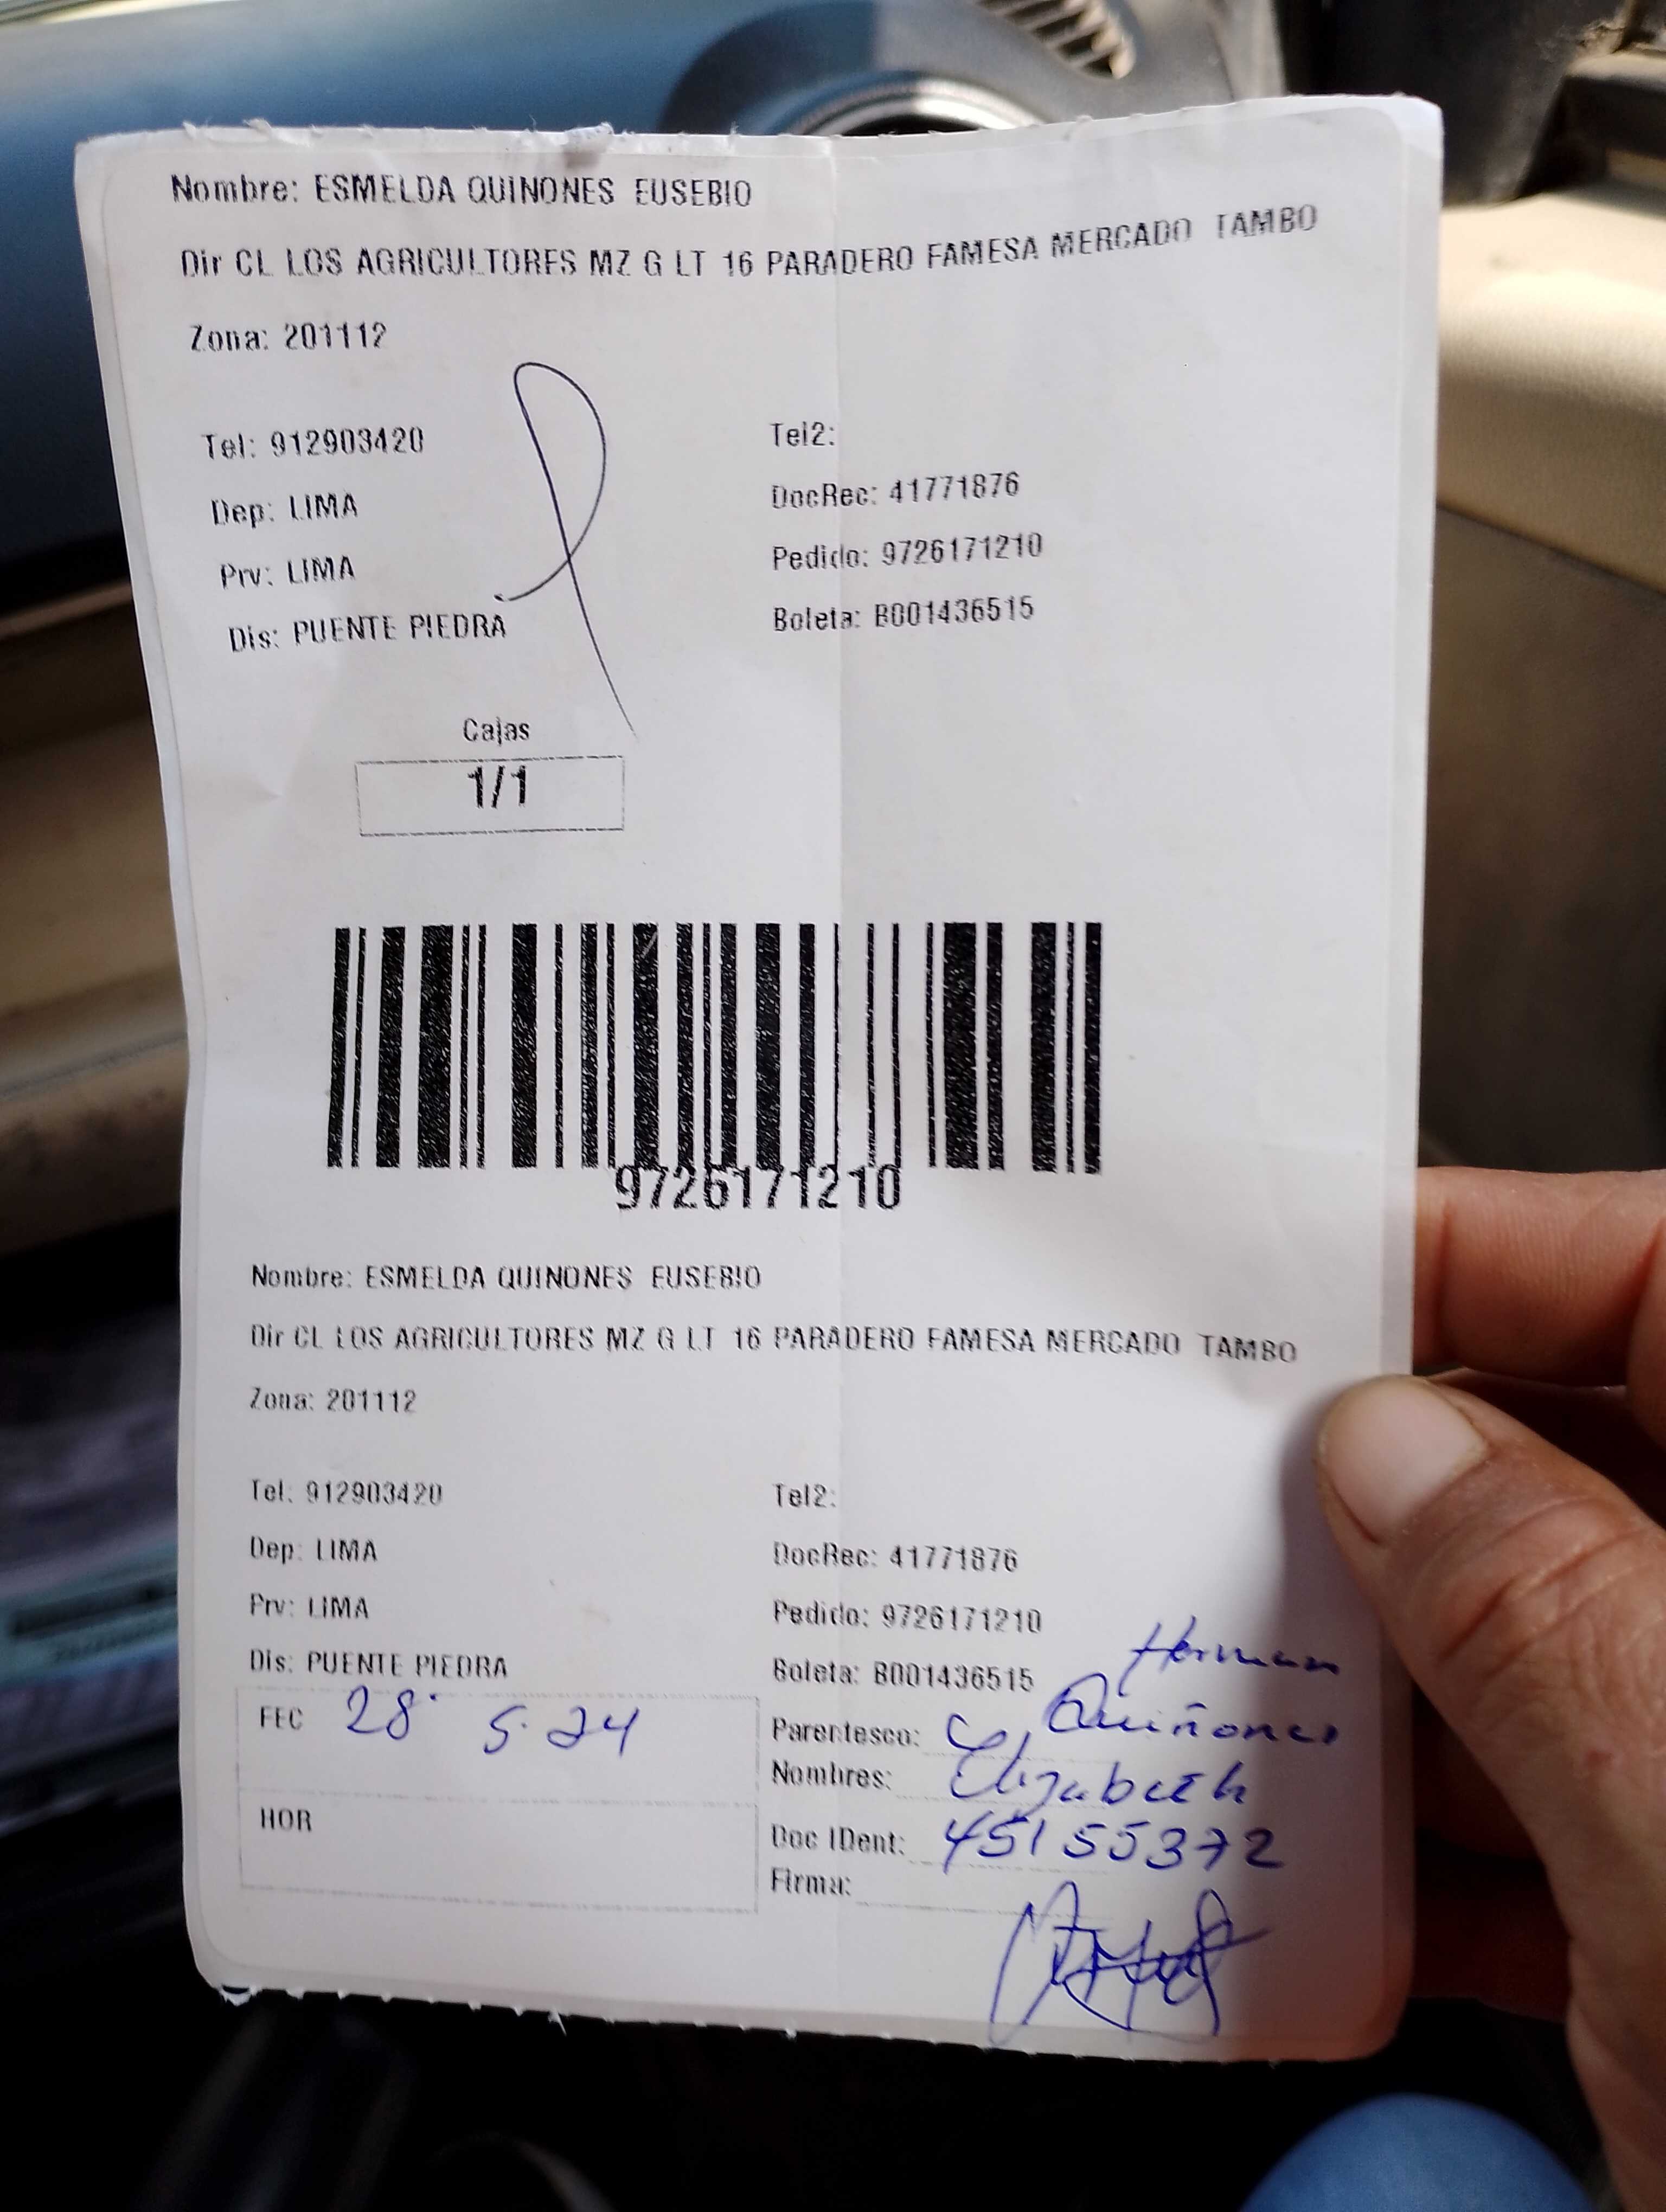 Nombre: ESMELDA QUINONES EUSEBIO
Dir CL LOS AGRICULTORES MZ G LT 16 PARADERO FAMESA MERCADO TAMBO
Zona: 201112
Tel: 912903420 Tel2:
Dep: LIMA DocRec: 41771876
Prv: LIMA Pedido: 9726171210
Dis: PUENTE PIEDRA Boleta: B001436515
Cajas
1/1
9726171210
Nombre: ESMELDA QUINONES EUSEBIO
Dir CL LOS AGRICULTORES MZ G LT 16 PARADERO FAMESA MERCADO TAMBO
Zona: 201112
Tel: 912903420 Tel2:
Dep: LIMA DocRec: 41771876
Prv: LIMA Pedido: 9726171210
Dis: PUENTE PIEDRA Boleta: B001436515
FEC 28 5.24 Parentesco: Quiñones
Nombres: Elizabeth
HOR Doc IDent: 45155372
Firma: